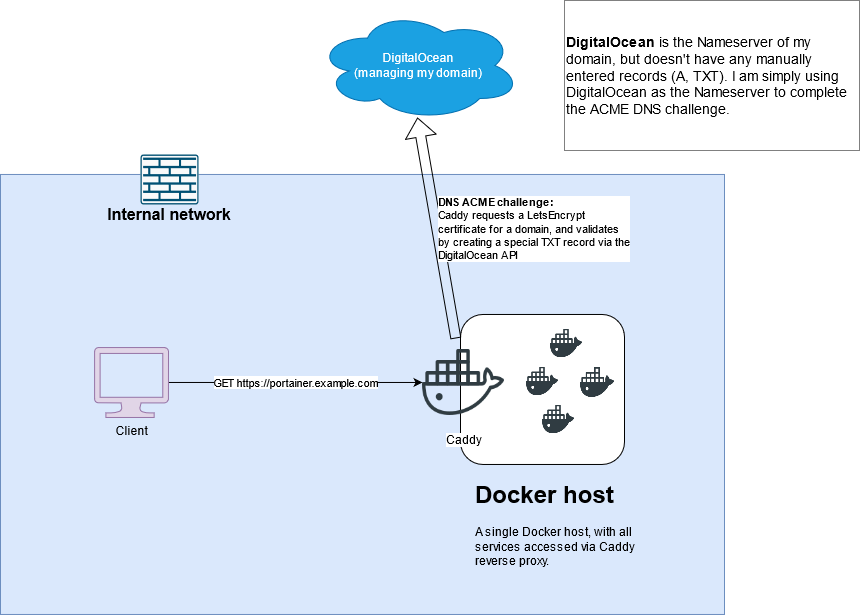 DigitalOcean
(managing my domain)
DigitalOcean is the Nameserver of my
domain, but doesn't have any manually
entered records (A, TXT). I am simply using
DigitalOcean as the Nameserver to complete
the ACME DNS challenge.
Internal network
DNS ACME challenge:
Caddy requests a LetsEncrypt
certificate for a domain, and validates
by creating a special TXT record via the
DigitalOcean API
GET https://portainer.example.com
Client
Caddy
Docker host
A single Docker host, with all
services accessed via Caddy
reverse proxy.